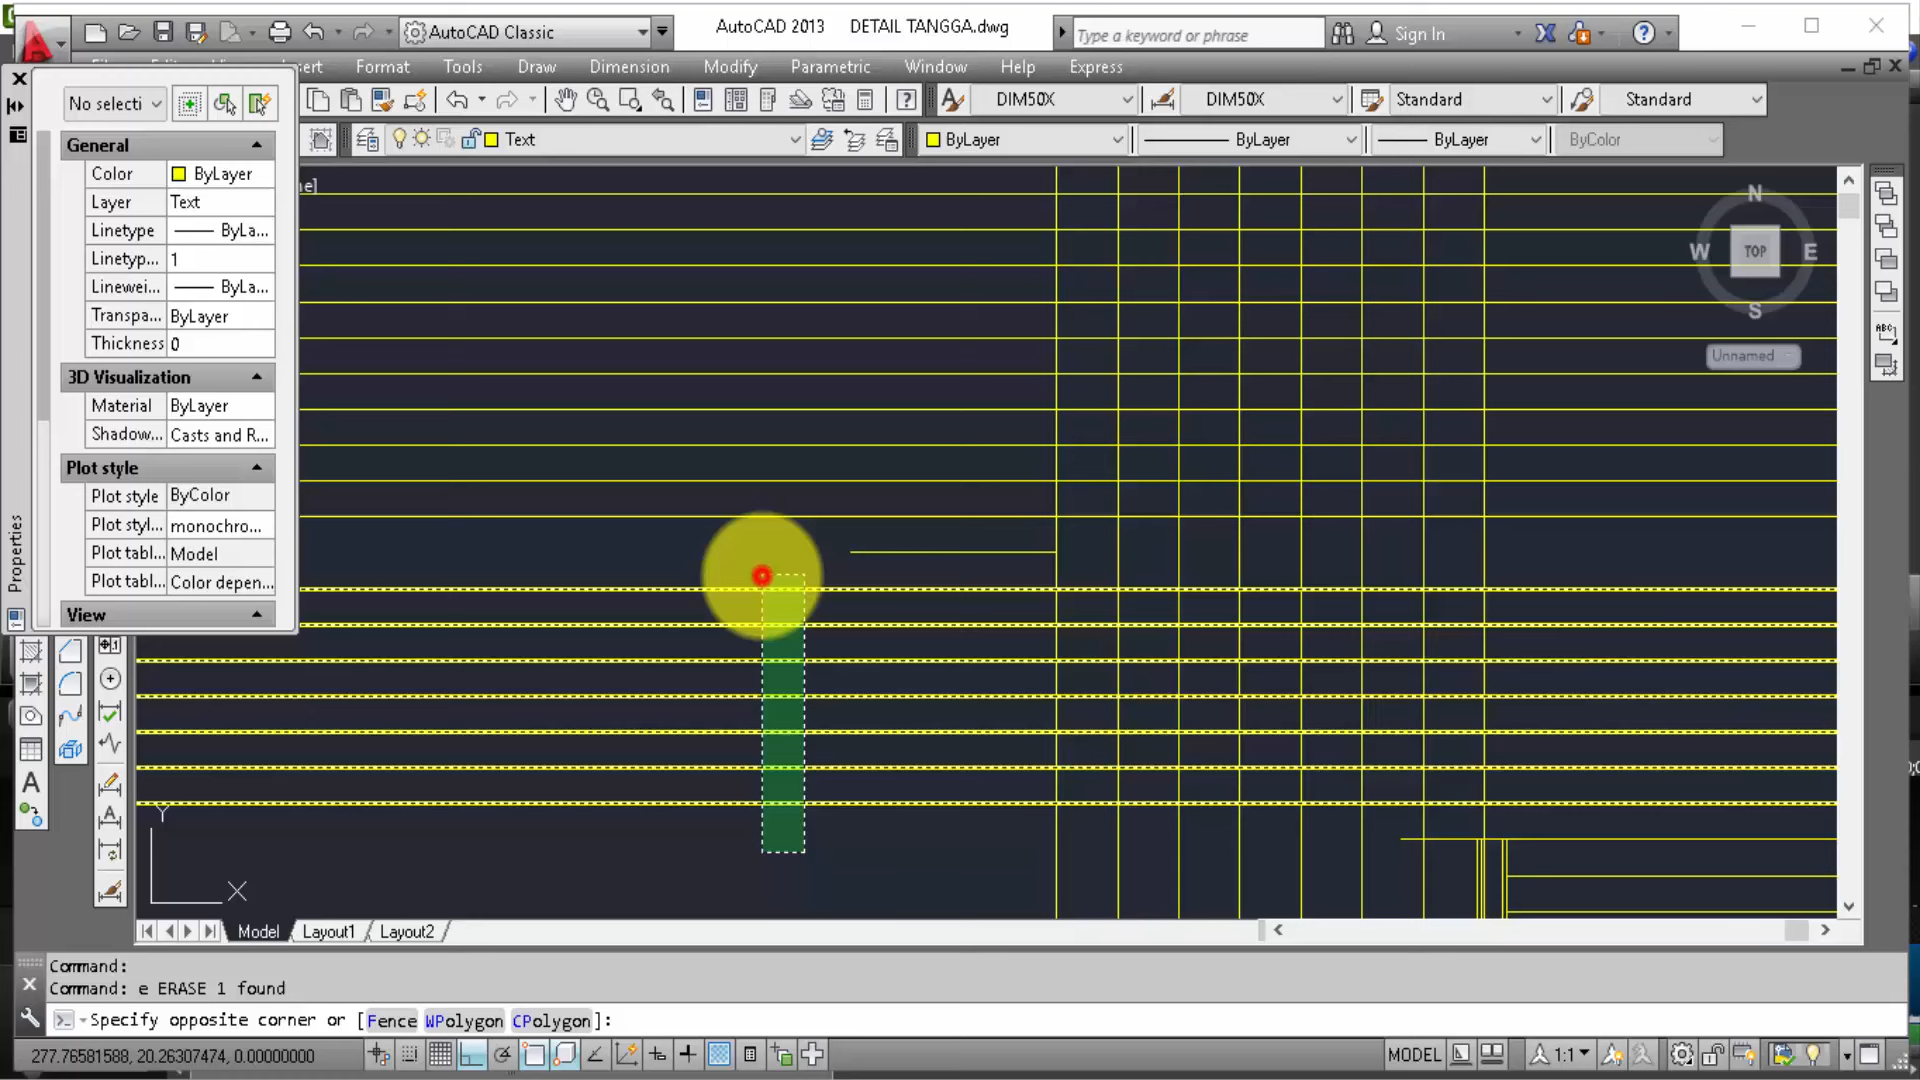 AutoCAD Classic
AutoCAD 2013 DETAIL TANGGA.dwg
Type a keyword or phrase
Sign In
Format Tools Draw Dimension Modify Parametric Window Help Express
No selecti
DIM50X DIM50X Standard Standard
Text ByLayer ByLayer ByLayer ByColor
General
Color ByLayer
Layer Text
Linetype ByLa...
Linetyp... 1
Linewei... ByLa...
Transpa... ByLayer
Thickness 0
3D Visualization
Material ByLayer
Shadow... Casts and R...
Plot style
Plot style ByColor
Plot styl... monochro...
Plot tabl... Model
Plot tabl... Color depen...
View
Properties
N
W TOP E
S
Unnamed
Y
X
Model Layout1 Layout2
Command:
Command: e ERASE 1 found
Specify opposite corner or [Fence WPolygon CPolygon]:
277.76581588, 20.26307474, 0.00000000
MODEL 1:1